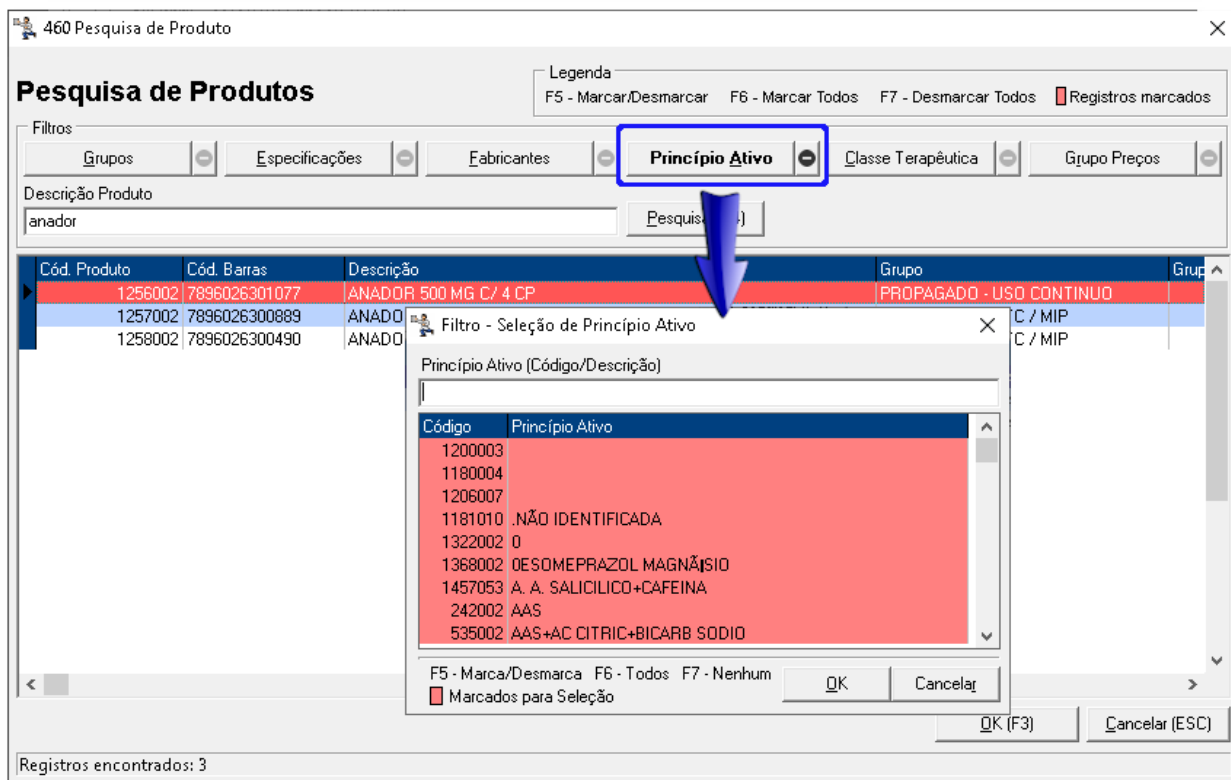 460 Pesquisa de Produto
Pesquisa de Produtos
Legenda
F5 - Marcar/Desmarcar F6 - Marcar Todos F7 - Desmarcar Todos Registros marcados
Filtros
Grupos Especificações Fabricantes Princípio Ativo Classe Terapêutica Grupo Preços
Descrição Produto
anador
Cód. Produto Cód. Barras Descrição Grupo Grup
1256002 7896026301077 ANADOR 500 MG C/ 4 CP PROPAGADO - USO CONTINUO
1257002 7896026300889 ANADO C / MIP
1258002 7896026300490 ANADO C / MIP
Filtro - Seleção de Princípio Ativo
Princípio Ativo (Código/Descrição)
Código Princípio Ativo
1200003
1180004
1206007
1181010 .NÃO IDENTIFICADA
1322002 0
1368002 0ESOMEPRAZOL MAGNÃ|SIO
1457053 A. A. SALICILICO+CAFEINA
242002 AAS
535002 AAS+AC CITRIC+BICARB SODIO
F5 - Marca/Desmarca F6 - Todos F7 - Nenhum
Marcados para Seleção
OK Cancelar
OK (F3) Cancelar (ESC)
Registros encontrados: 3